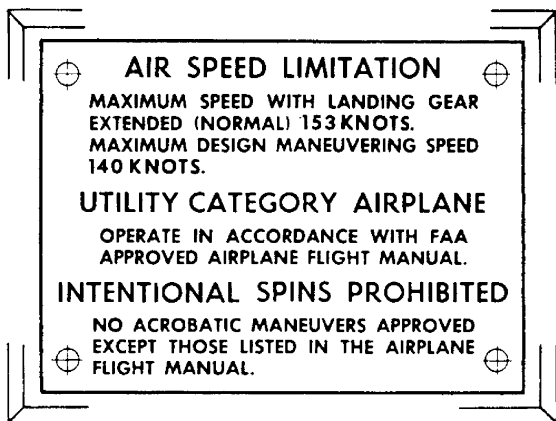 AIR SPEED LIMITATION
MAXIMUM SPEED WITH LANDING GEAR
EXTENDED (NORMAL) 153 KNOTS.
MAXIMUM DESIGN MANEUVERING SPEED
140 KNOTS.
UTILITY CATEGORY AIRPLANE
OPERATE IN ACCORDANCE WITH FAA
APPROVED AIRPLANE FLIGHT MANUAL.
INTENTIONAL SPINS PROHIBITED
NO ACROBATIC MANEUVERS APPROVED
EXCEPT THOSE LISTED IN THE AIRPLANE
FLIGHT MANUAL.